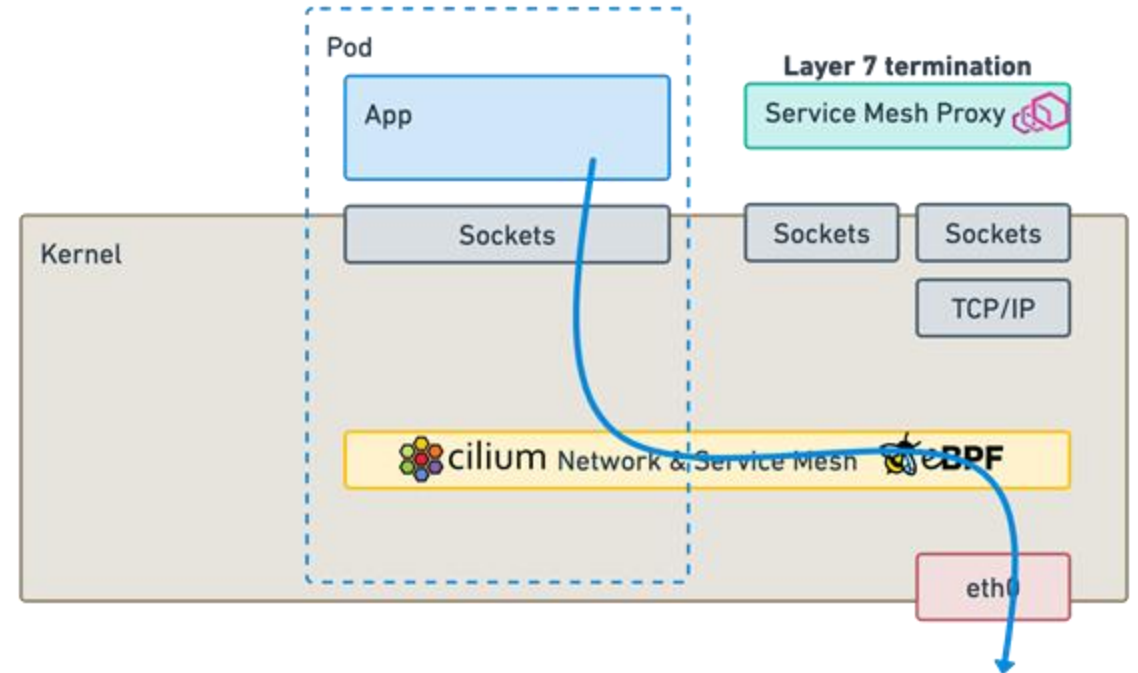 Pod
Layer 7 termination
App
Service Mesh Proxy
Sockets
Sockets
Sockets
Kernel
TCP/IP
cilium Network & Service Mesh eBPF
eth0